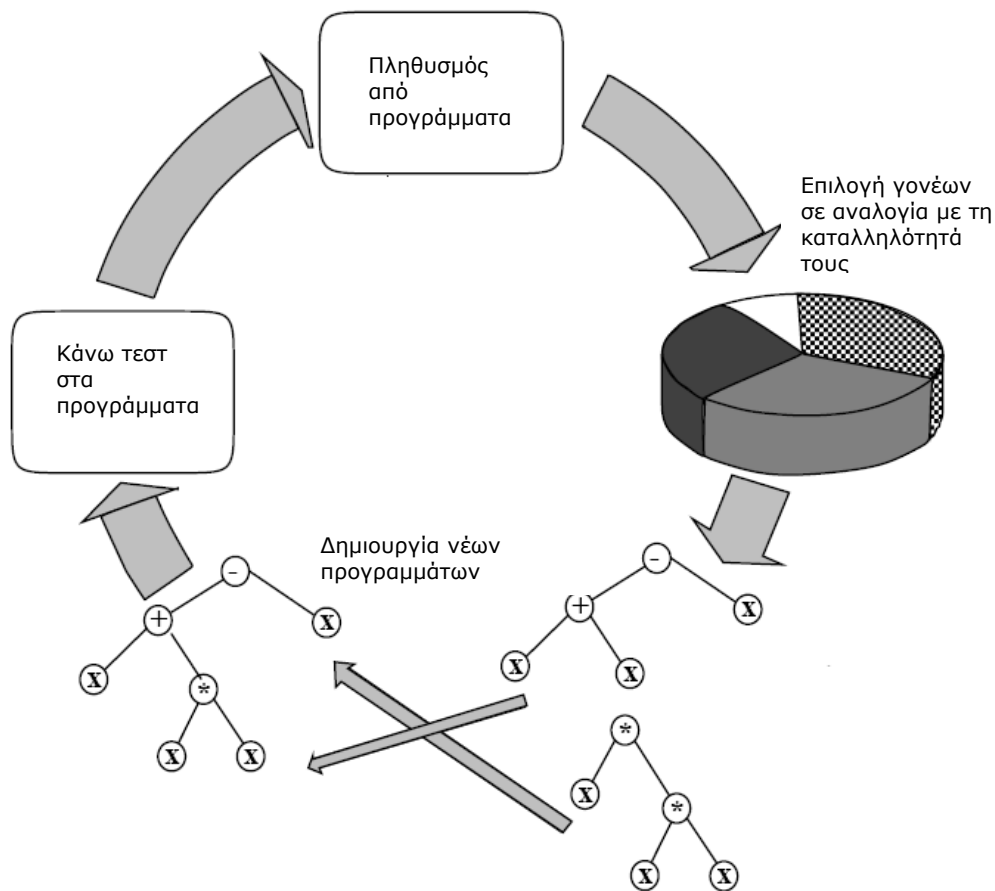 Πληθυσμός
από
προγράμματα
Επιλογή γονέων
σε αναλογία με τη
καταλληλότητά
τους
Κάνω τεστ
στα
προγράμματα
Δημιουργία νέων
προγραμμάτων
-
+
X
X
*
X
X
-
+
X
X
X
*
X
*
X
X